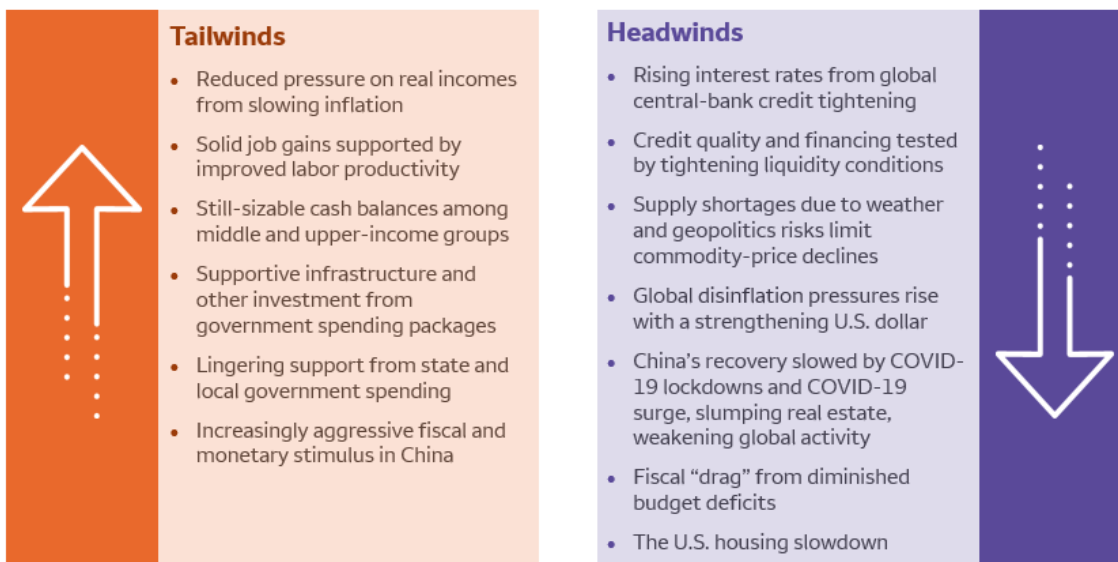 Tailwinds
• Reduced pressure on real incomes
from slowing inflation
• Solid job gains supported by
improved labor productivity
• Still-sizable cash balances among
middle and upper-income groups
• Supportive infrastructure and
other investment from
government spending packages
• Lingering support from state and
local government spending
• Increasingly aggressive fiscal and
monetary stimulus in China
Headwinds
• Rising interest rates from global
central-bank credit tightening
• Credit quality and financing tested
by tightening liquidity conditions
• Supply shortages due to weather
and geopolitics risks limit
commodity-price declines
• Global disinflation pressures rise
with a strengthening U.S. dollar
• China’s recovery slowed by COVID-
19 lockdowns and COVID-19
surge, slumping real estate,
weakening global activity
• Fiscal “drag” from diminished
budget deficits
• The U.S. housing slowdown